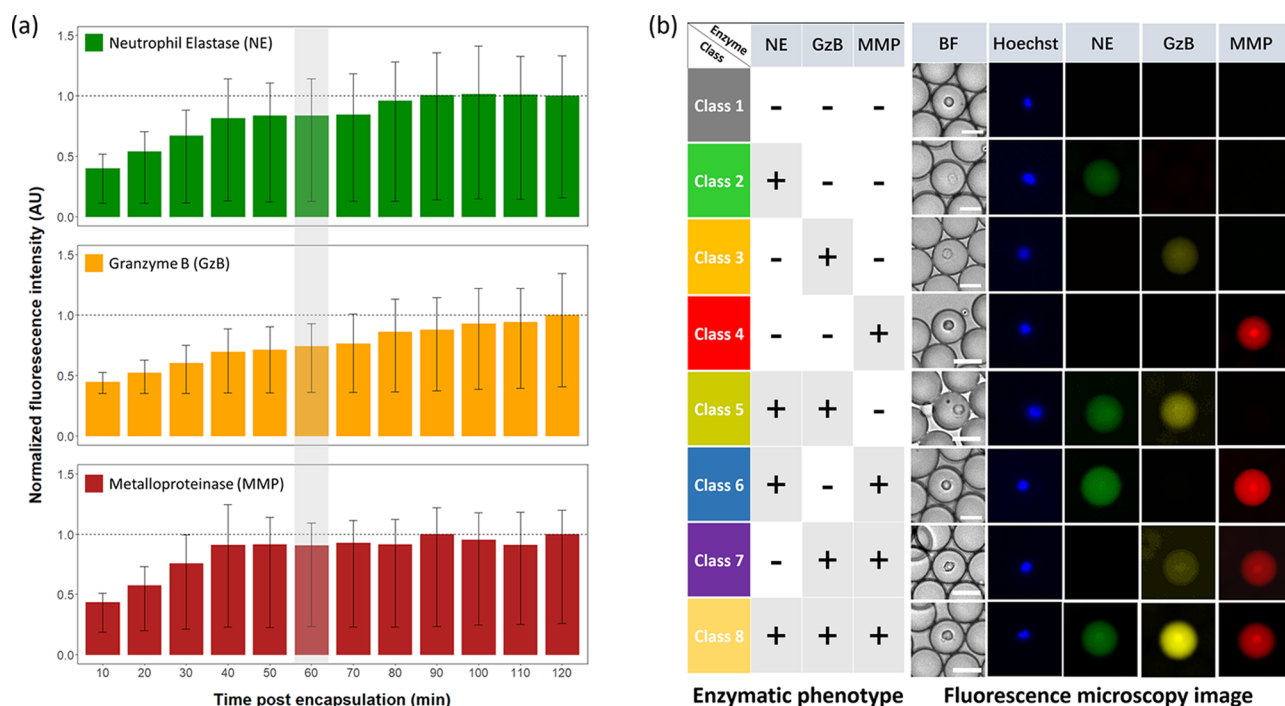 (a)
Normalized fluorescence intensity (AU)
1.5
1.0
0.5
0.0
Neutrophil Elastase (NE)
1.5
1.0
0.5
0.0
Granzyme B (GzB)
1.5
1.0
0.5
0.0
Metalloproteinase (MMP)
10 20 30 40 50 60 70 80 90 100 110 120
Time post encapsulation (min)
(b)
Enzyme
Class
NE GzB MMP BF Hoechst NE GzB MMP
Class 1 - - -
Class 2 + - -
Class 3 - + -
Class 4 - - +
Class 5 + + -
Class 6 + - +
Class 7 - + +
Class 8 + + +
Enzymatic phenotype Fluorescence microscopy image